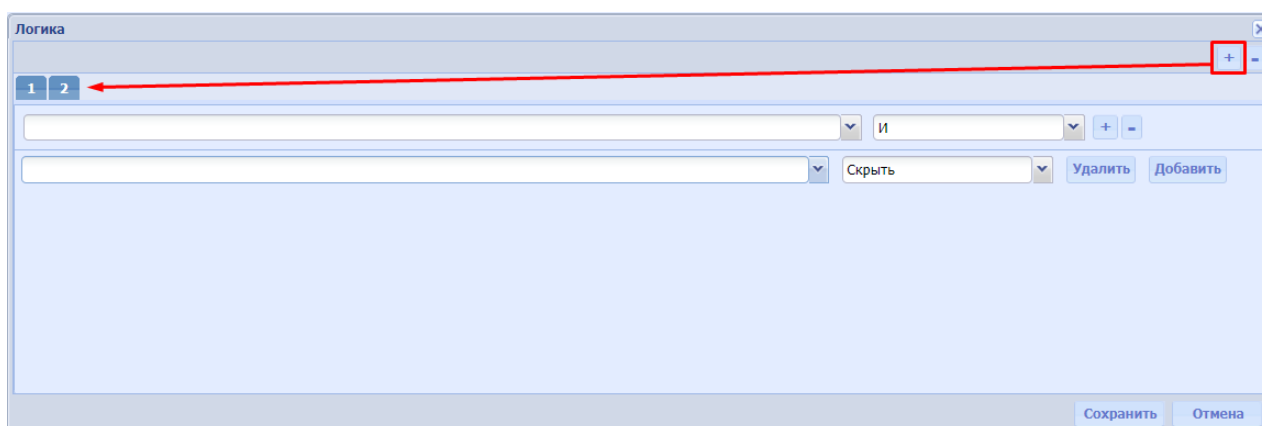 Логика
+ -
1 2
И + -
Скрыть Удалить Добавить
Сохранить Отмена